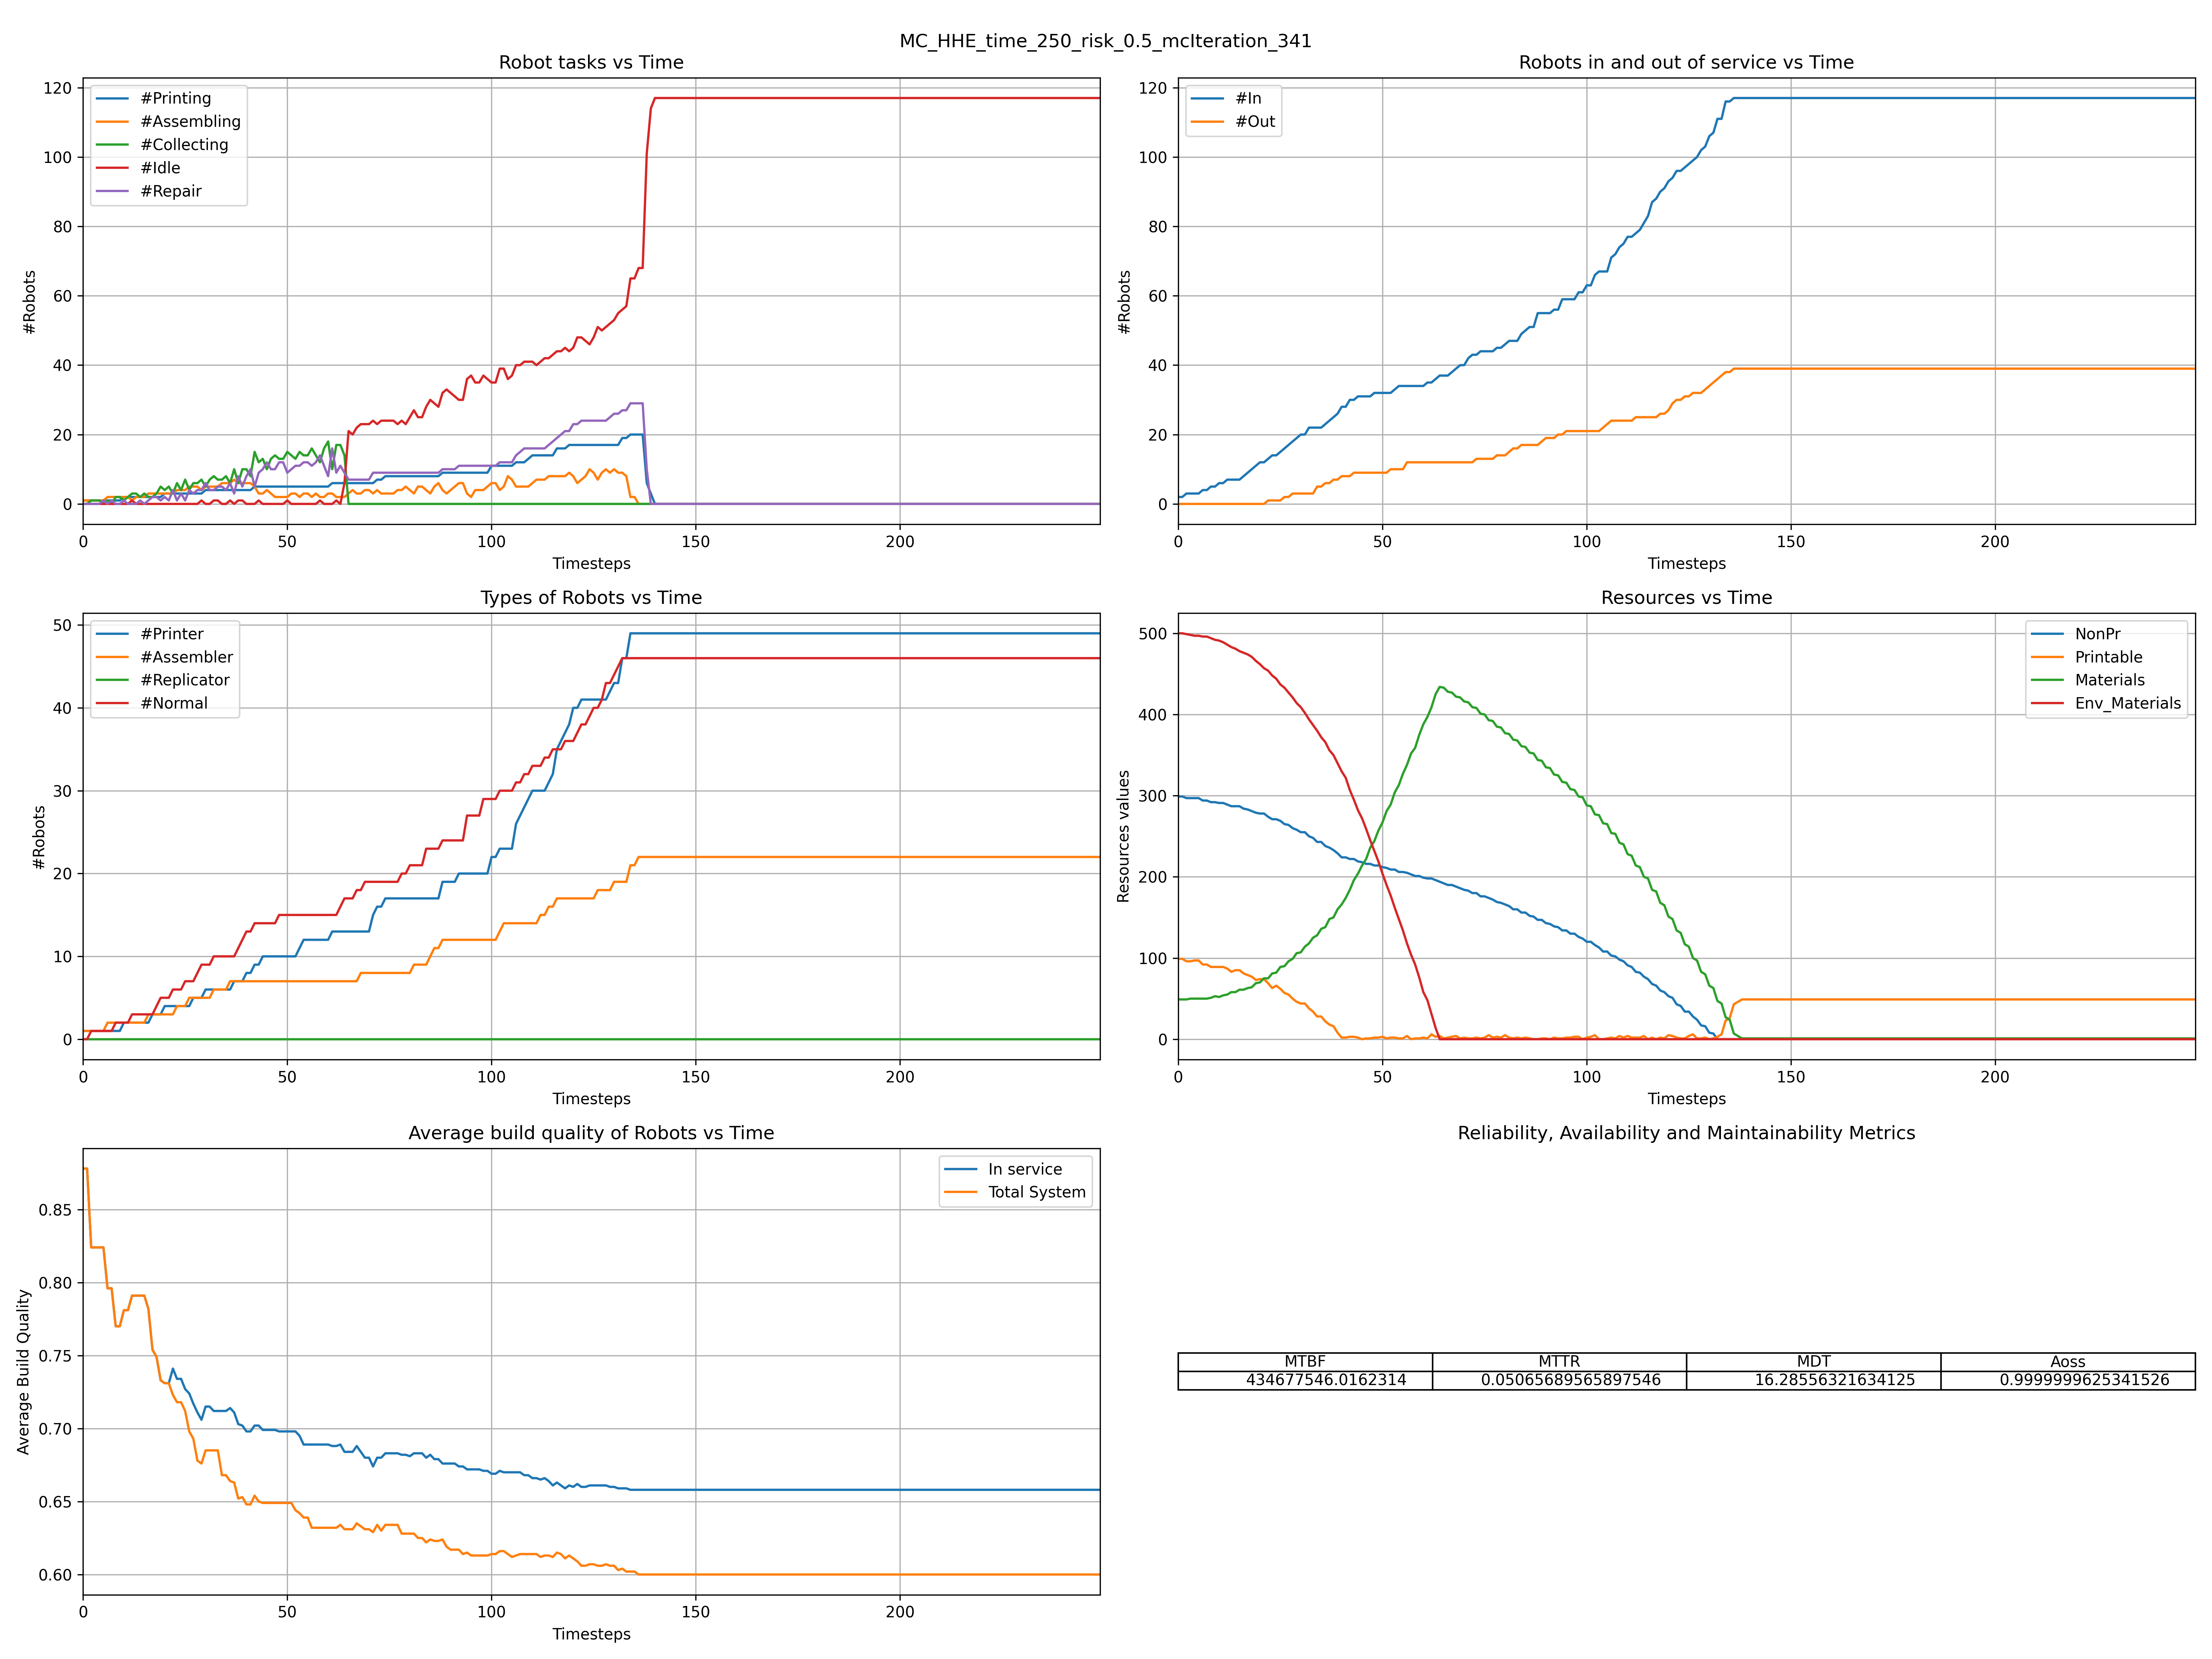 MC_HHE_time_250_risk_0.5_mcIteration_341
Robot tasks vs Time
#Printing
#Assembling
#Collecting
#Idle
#Repair
120
100
80
60
40
20
0
#Robots
0 50 100 150 200
Timesteps
Robots in and out of service vs Time
#In
#Out
120
100
80
60
40
20
0
#Robots
0 50 100 150 200
Timesteps
Types of Robots vs Time
#Printer
#Assembler
#Replicator
#Normal
50
40
30
20
10
0
#Robots
0 50 100 150 200
Timesteps
Resources vs Time
NonPr
Printable
Materials
Env_Materials
500
400
300
200
100
0
Resources values
0 50 100 150 200
Timesteps
Average build quality of Robots vs Time
In service
Total System
0.85
0.80
0.75
0.70
0.65
0.60
Average Build Quality
0 50 100 150 200
Timesteps
Reliability, Availability and Maintainability Metrics
MTBF MTTR MDT Aoss
434677546.0162314 0.05065689565897546 16.28556321634125 0.9999999625341526